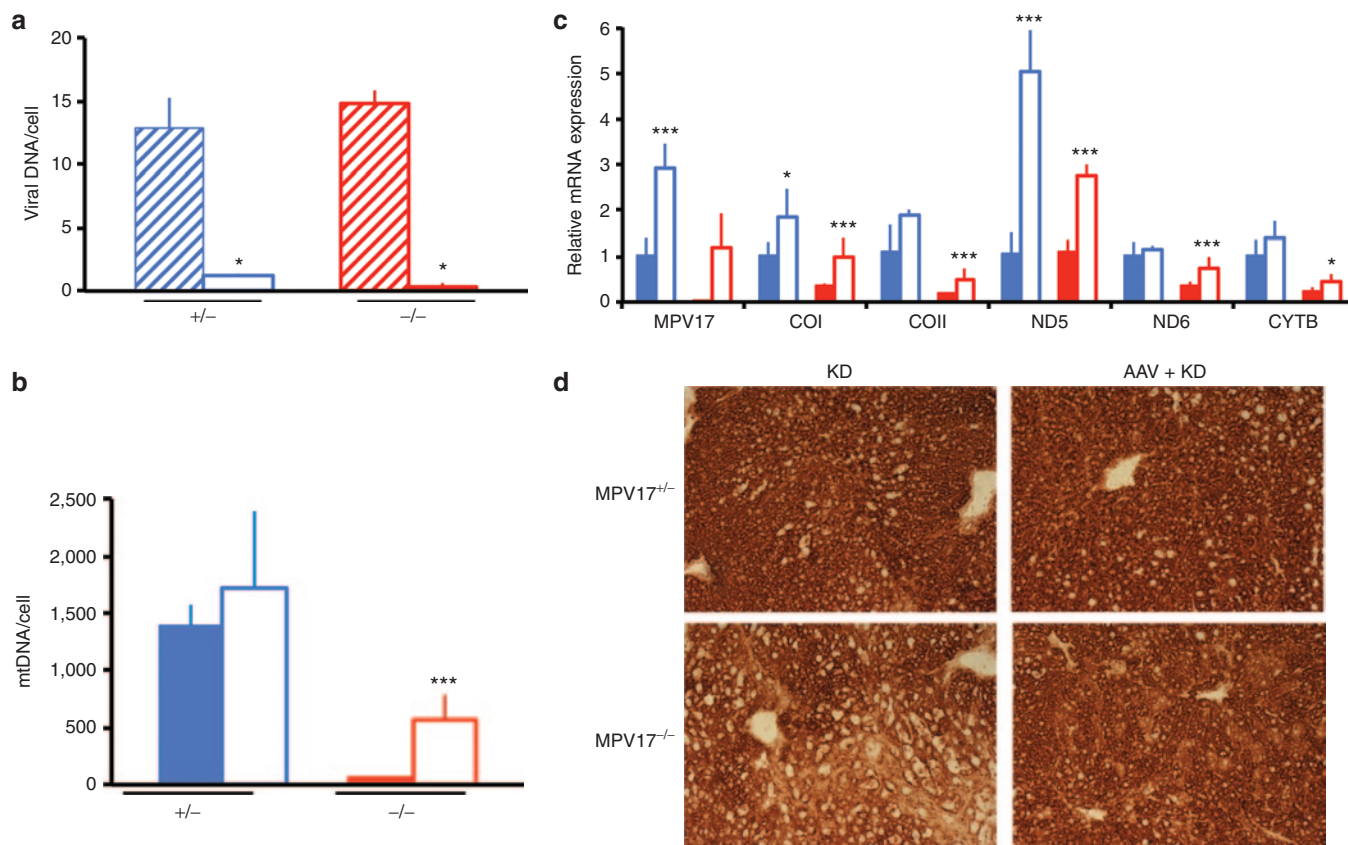 a
20
15
10
5
0
Viral DNA/cell
*
*
+/–
–/–
b
2,500
2,000
1,500
1,000
500
0
mtDNA/cell
***
+/–
–/–
c
6
5
4
3
2
1
0
Relative mRNA expression
***
*
***
***
***
***
***
*
MPV17
COI
COII
ND5
ND6
CYTB
d
KD
AAV + KD
MPV17+/–
MPV17–/–